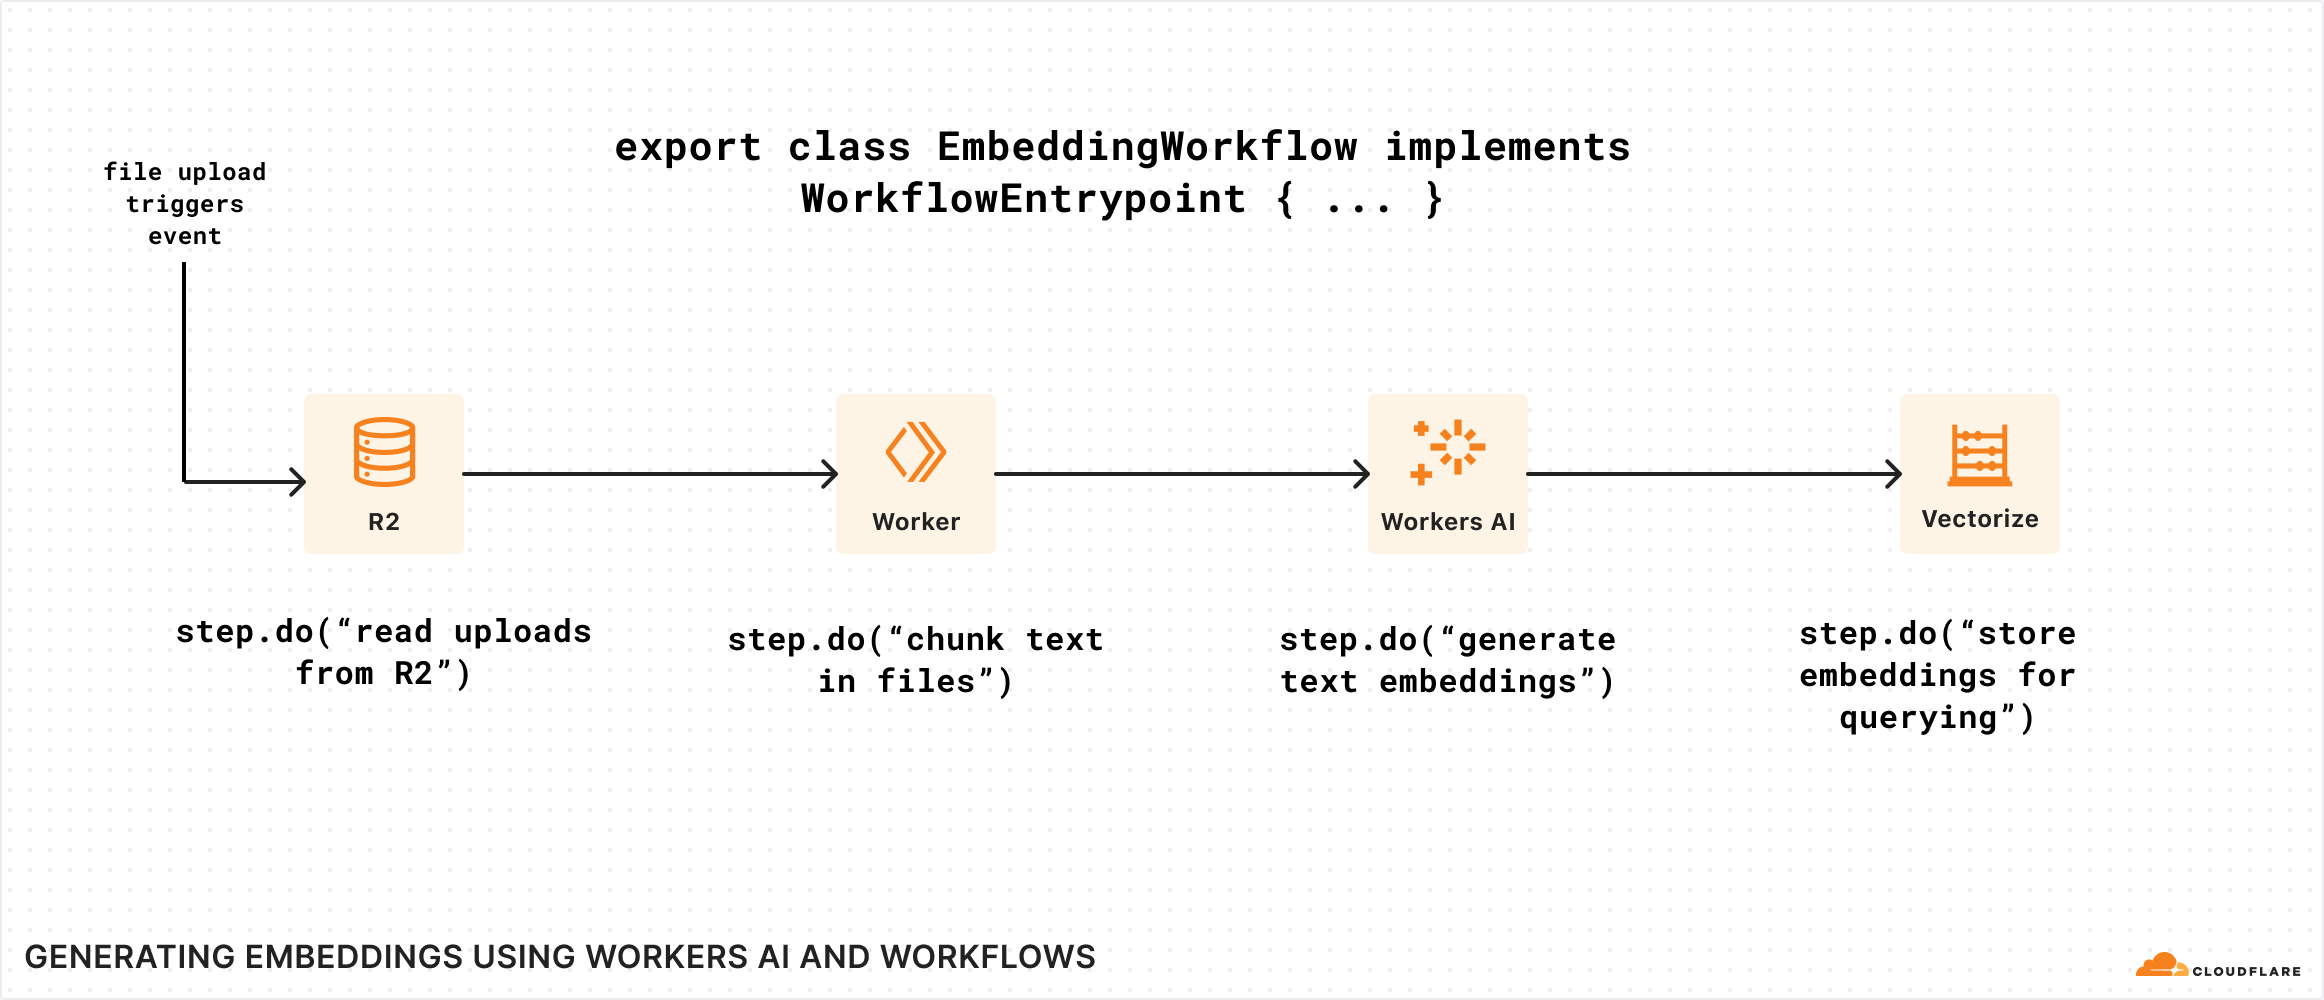 export class EmbeddingWorkflow implements
WorkflowEntrypoint { ... }
file upload
triggers
event
R2
Worker
Workers AI
Vectorize
step.do(“read uploads
from R2”)
step.do(“chunk text
in files”)
step.do(“generate
text embeddings”)
step.do(“store
embeddings for
querying”)
GENERATING EMBEDDINGS USING WORKERS AI AND WORKFLOWS
CLOUDFLARE